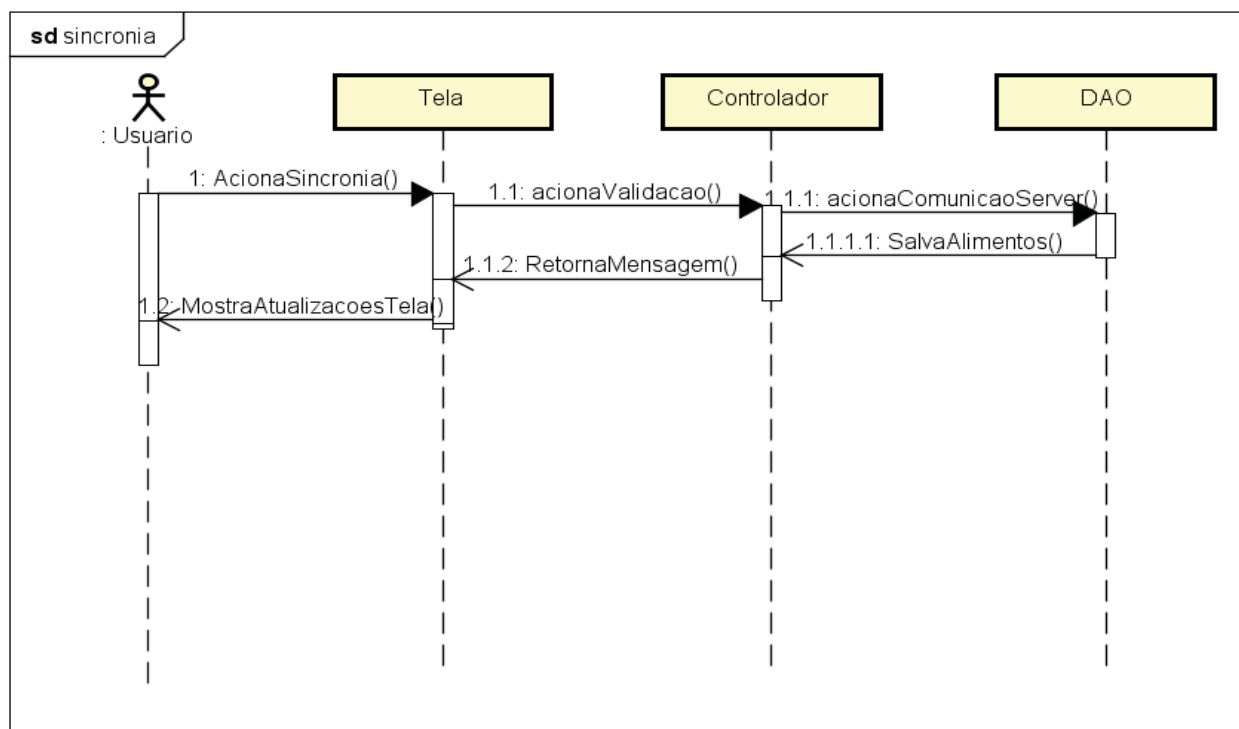 sd sincronia
: Usuario
Tela
Controlador
DAO
1: AcionaSincronia()
1.1: acionaValidacao()
1.1.1: acionaComunicaoServer()
1.1.1.1: SalvaAlimentos()
1.1.2: RetornaMensagem()
1.2: MostraAtualizacoesTela()